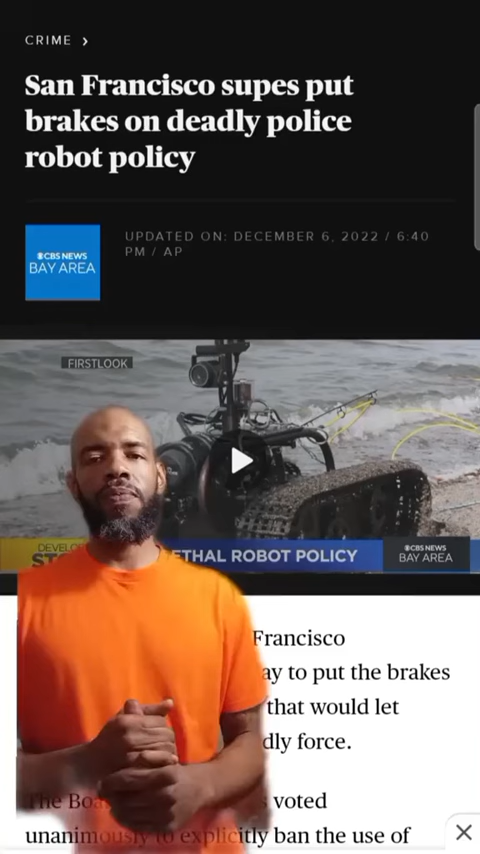 CRIME >
San Francisco supes put
brakes on deadly police
robot policy
CBS NEWS
BAY AREA
UPDATED ON: DECEMBER 6, 2022 / 6:40
PM / AP
FIRSTLOOK
ETHAL ROBOT POLICY
CBS NEWS
BAY AREA
Francisco
ay to put the brakes
that would let
dly force.
The Boa
s voted
unanimously to explicitly ban the use of